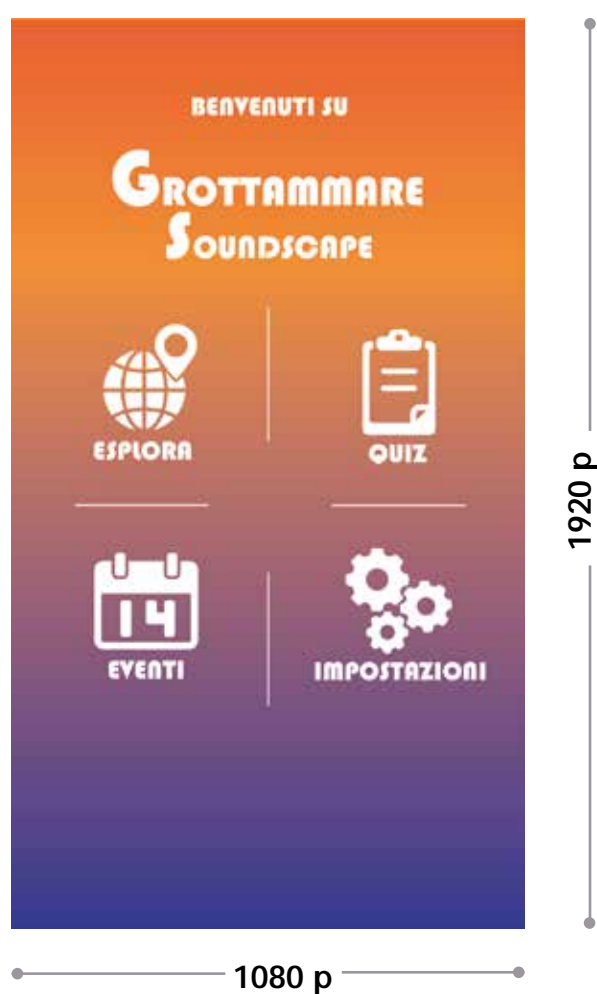 BENVENUTI SU
GROTTAMMARE
SOUNDSCAPE
ESPLORA
QUIZ
14
EVENTI
IMPOSTAZIONI
1920 p
1080 p